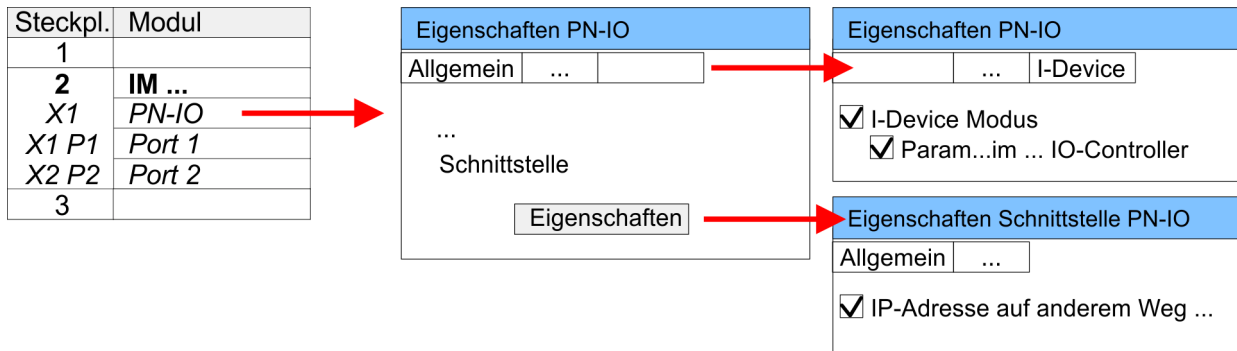 Steckpl. Modul
1
2 IM ...
X1 PN-IO
X1 P1 Port 1
X2 P2 Port 2
3
Eigenschaften PN-IO
Allgemein ...
...
Schnittstelle
Eigenschaften
Eigenschaften PN-IO
... I-Device
I-Device Modus
Param...im ... IO-Controller
Eigenschaften Schnittstelle PN-IO
Allgemein ...
IP-Adresse auf anderem Weg ...